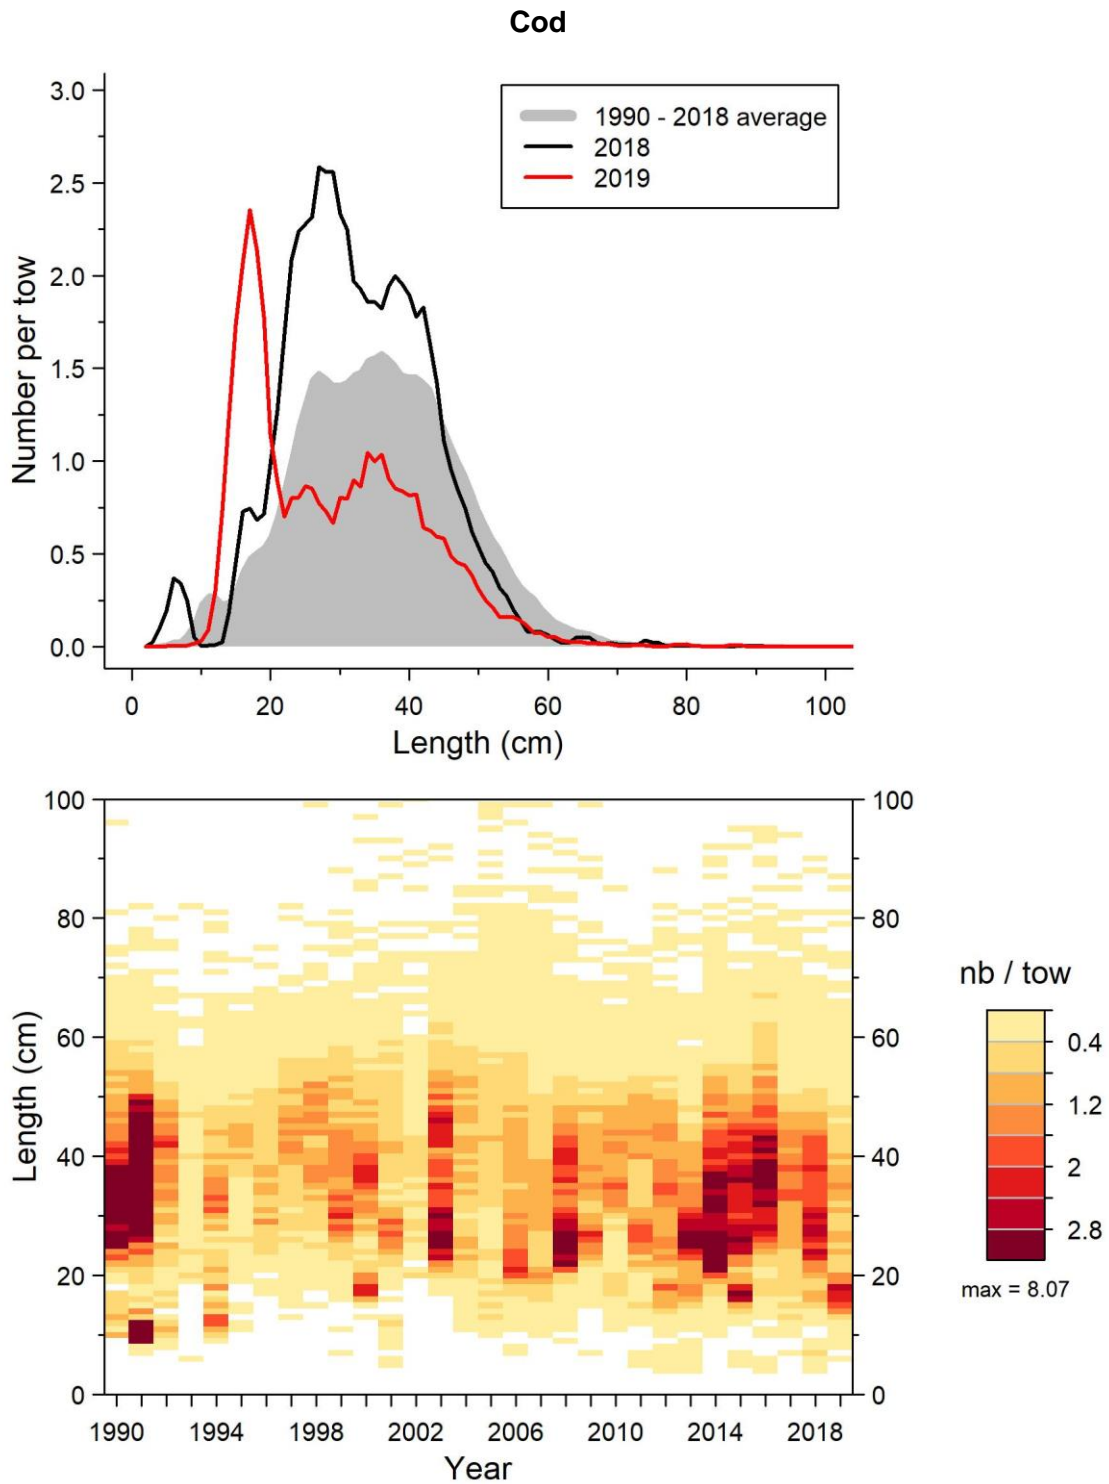 Cod
3.0
2.5
2.0
1.5
1.0
0.5
0.0
Number per tow
1990 - 2018 average
2018
2019
0 20 40 60 80 100
Length (cm)
100
80
60
40
20
0
Length (cm)
100
80
60
40
20
0
1990 1994 1998 2002 2006 2010 2014 2018
Year
nb / tow
0.4
1.2
2
2.8
max = 8.07